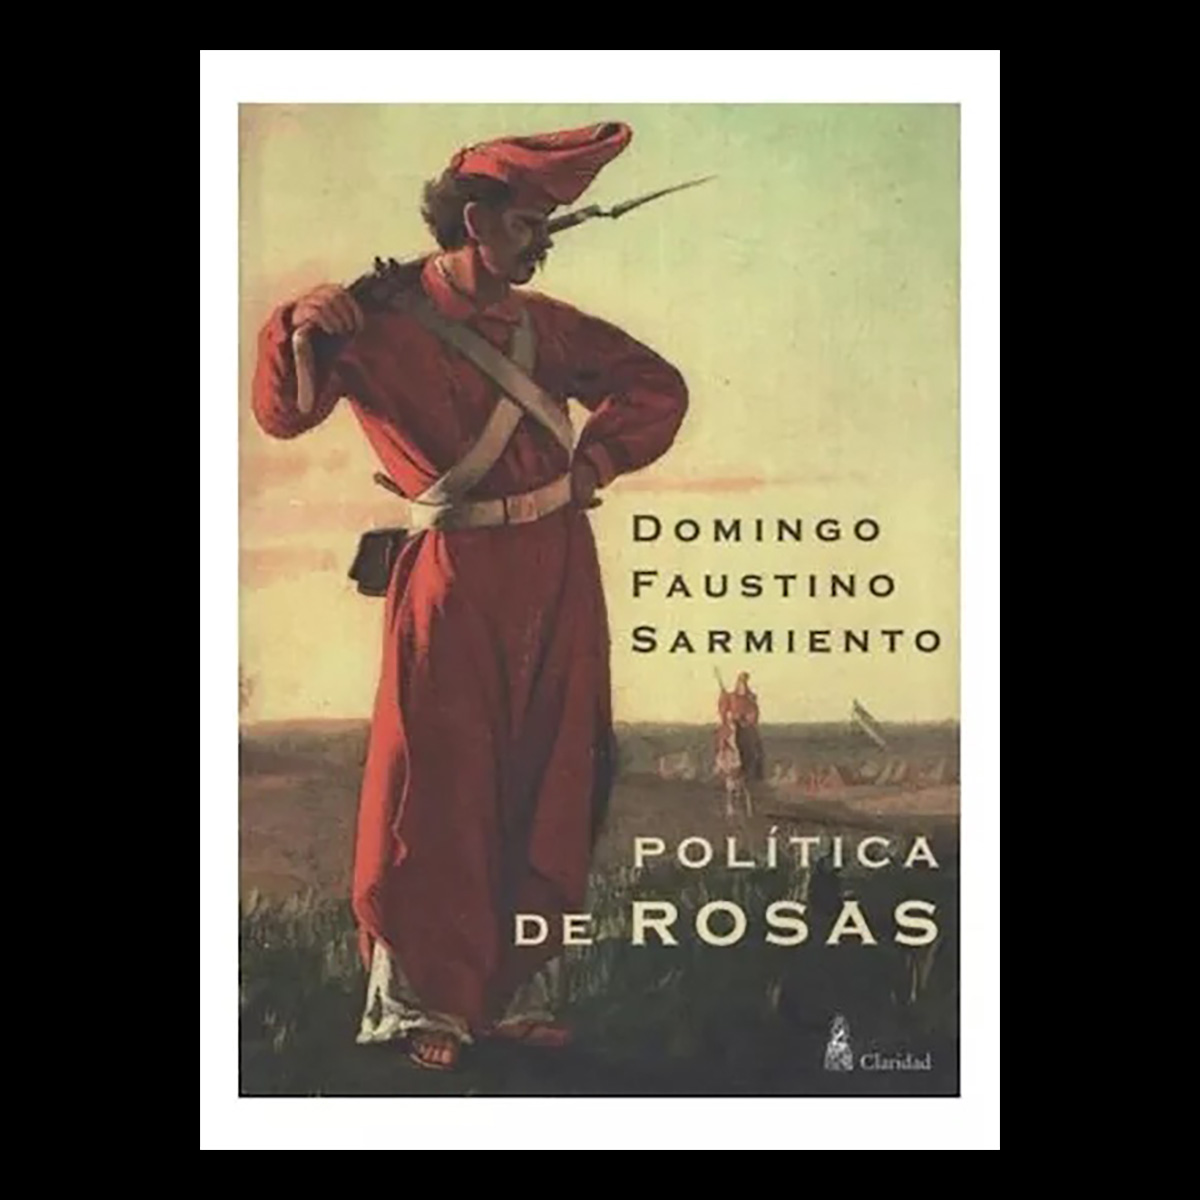 DOMINGO
FAUSTINO
SARMIENTO
POLÍTICA
DE ROSAS
Claridad